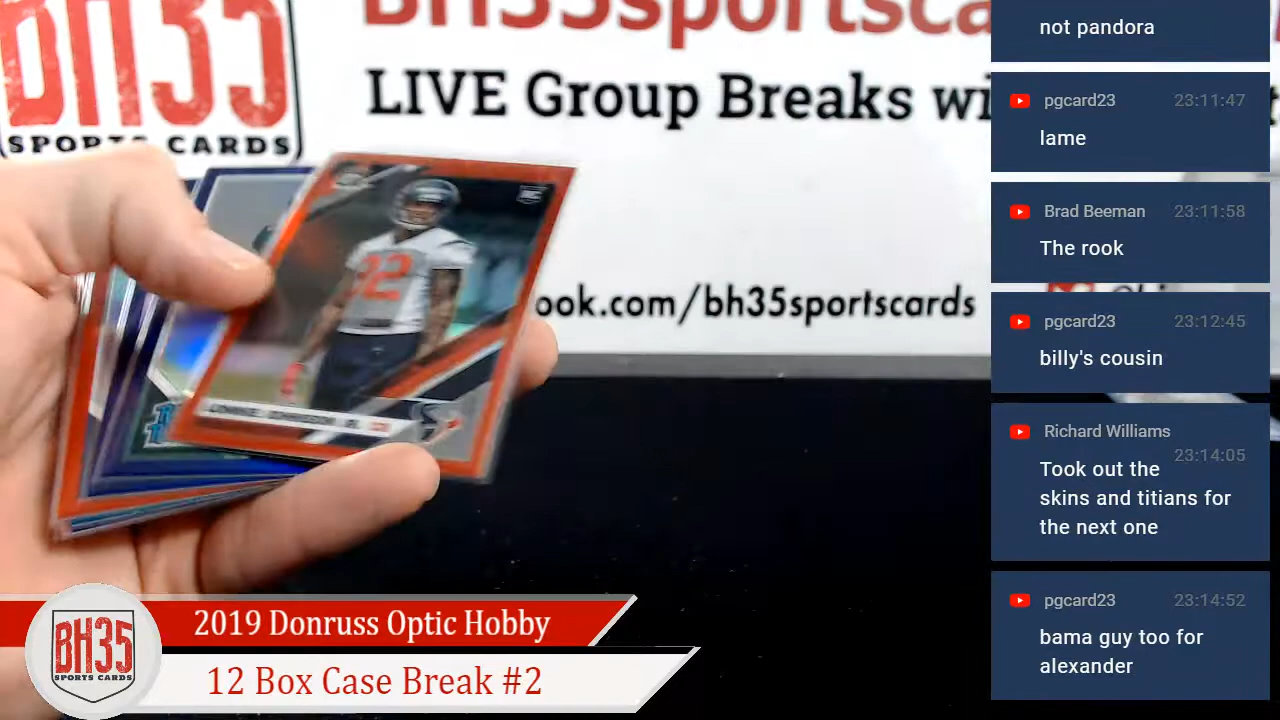 BH35
SPORTS CARDS
BH35sportsca
LIVE Group Breaks wi
ook.com/bh35sportscards
RC
32
not pandora
pgcard23 23:11:47
lame
Brad Beeman 23:11:58
The rook
pgcard23 23:12:45
billy's cousin
Richard Williams
23:14:05
Took out the
skins and titians for
the next one
pgcard23 23:14:52
bama guy too for
alexander
2019 Donruss Optic Hobby
12 Box Case Break #2
BH35
SPORTS CARDS